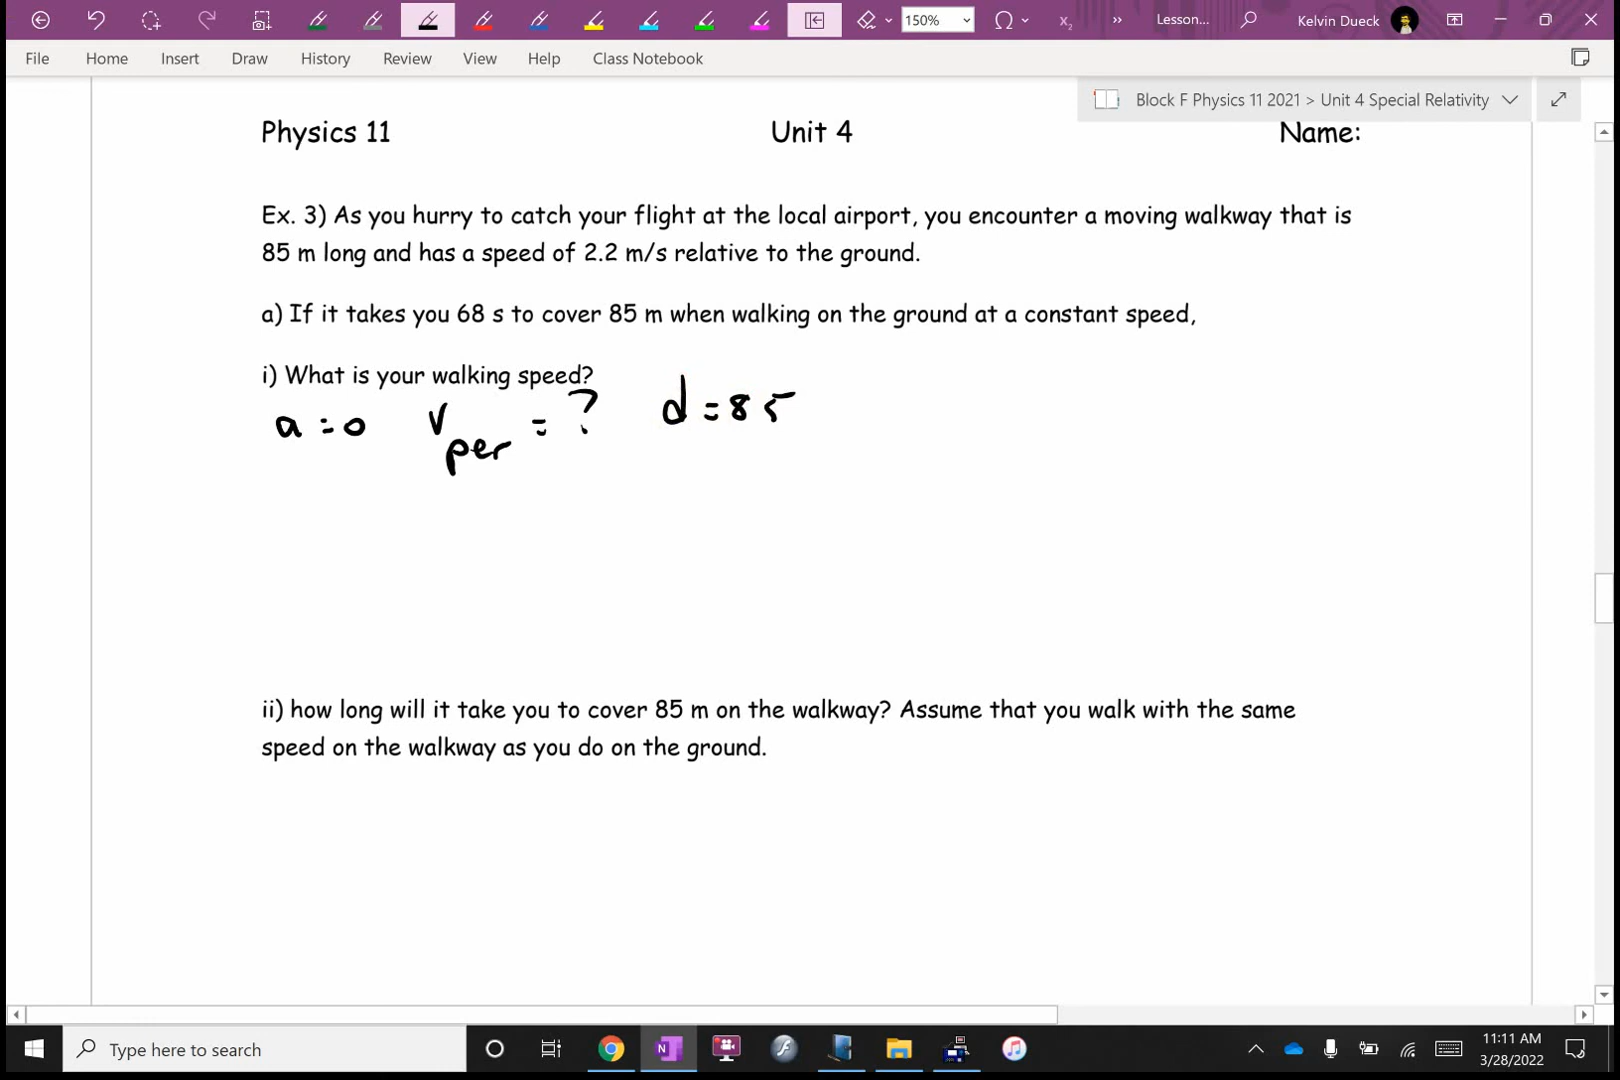 150%
Lesson...
Kelvin Dueck
File Home Insert Draw History Review View Help Class Notebook
Block F Physics 11 2021 > Unit 4 Special Relativity
Physics 11 Unit 4 Name:
Ex. 3) As you hurry to catch your flight at the local airport, you encounter a moving walkway that is
85 m long and has a speed of 2.2 m/s relative to the ground.
a) If it takes you 68 s to cover 85 m when walking on the ground at a constant speed,
i) What is your walking speed?
a = 0 v per = ? d = 85
ii) how long will it take you to cover 85 m on the walkway? Assume that you walk with the same
speed on the walkway as you do on the ground.
Type here to search
11:11 AM
3/28/2022